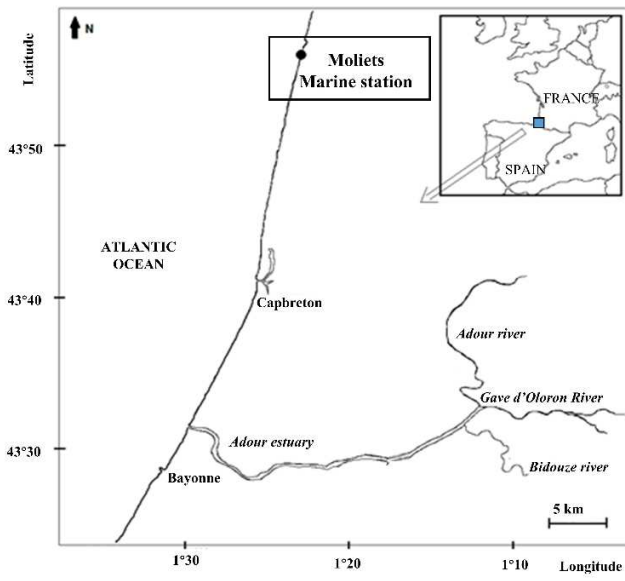 N
Latitude
Moliets
Marine station
FRANCE
SPAIN
43°50
ATLANTIC
OCEAN
43°40
Capbreton
Adour river
Gave d'Oloron River
43°30
Adour estuary
Bayonne
Bidouze river
5 km
1°30
1°20
1°10
Longitude